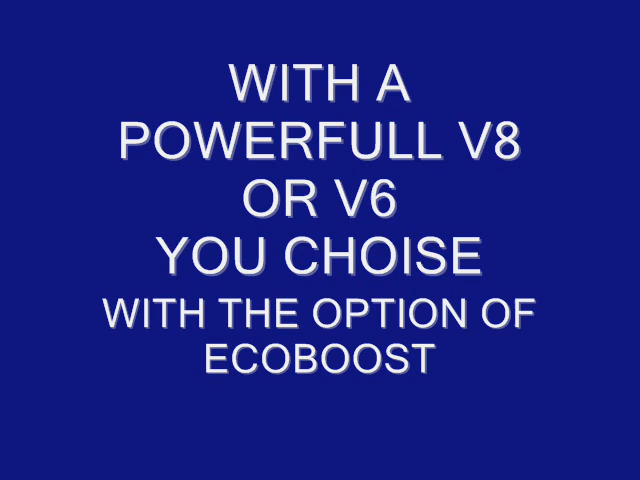 WITH A
POWERFULL V8
OR V6
YOU CHOISE
WITH THE OPTION OF
ECOBOOST